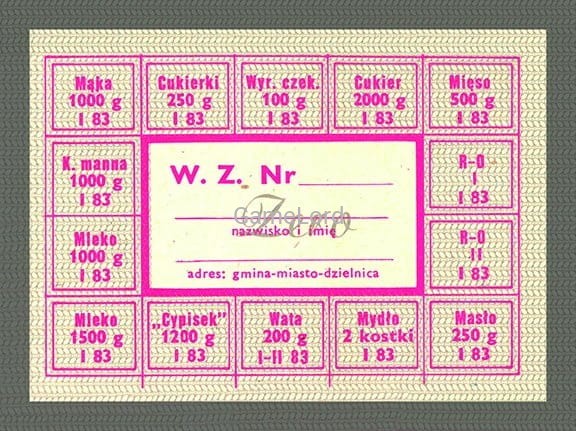 Mąka
1000 g
I 83
Cukierki
250 g
I 83
Wyr. czek.
100 g
I 83
Cukier
2000 g
I 83
Mięso
500 g
I 83
K. manna
1000 g
I 83
W. Z. Nr
R-O
I
I 83
GameLord
nazwisko i imię
Mleko
1000 g
I 83
R-O
II
I 83
adres: gmina-miasto-dzielnica
Mleko
1500 g
I 83
„Cypisek"
1200 g
I 83
Wata
200 g
I-II 83
Mydło
2 kostki
I 83
Masło
250 g
I 83